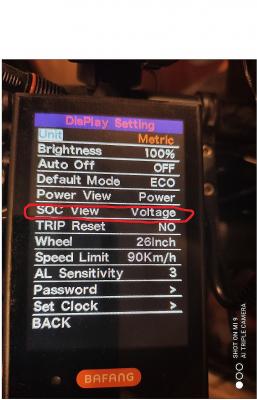 DisPlay Setting
Unit Metric
Brightness 100%
Auto Off OFF
Default Mode ECO
Power View Power
SOC View Voltage
TRIP Reset NO
Wheel 26Inch
Speed Limit 90Km/h
AL Sensitivity 3
Password >
Set Clock >
BACK
BAFANG
SHOT ON MI 9
AI TRIPLE CAMERA